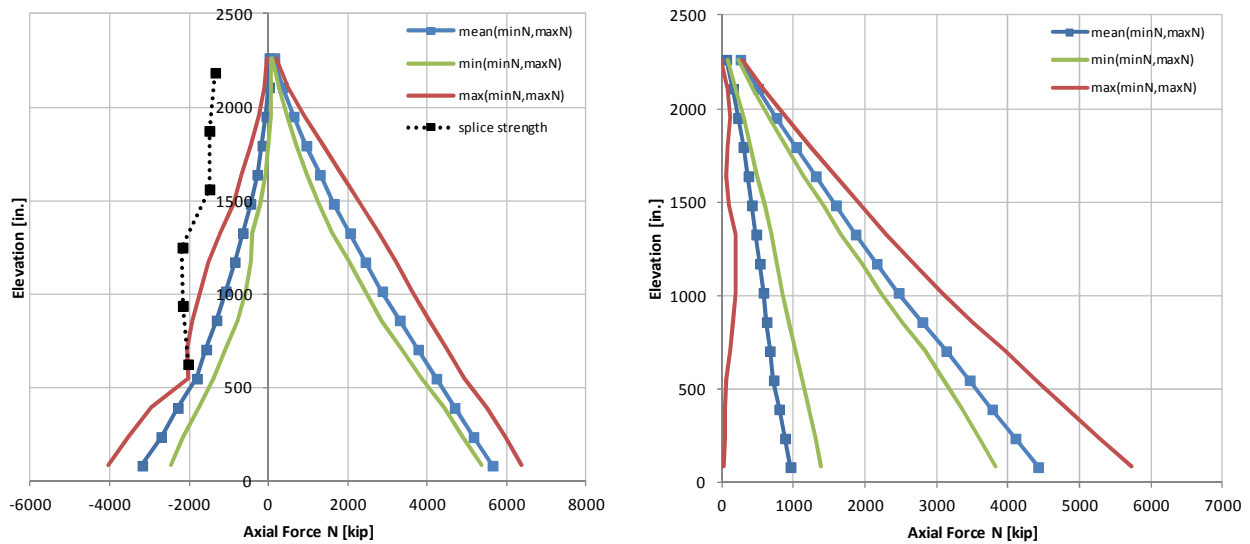 2500
2000
1500
1000
500
0
-6000 -4000 -2000 0 2000 4000 6000 8000
Elevation [in.]
Axial Force N [kip]
mean(minN,maxN)
min(minN,maxN)
max(minN,maxN)
splice strength
2500
2000
1500
1000
500
0
0 1000 2000 3000 4000 5000 6000 7000
Elevation [in.]
Axial Force N [kip]
mean(minN,maxN)
min(minN,maxN)
max(minN,maxN)